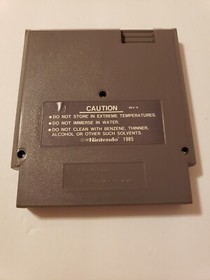 CAUTION
•DO NOT STORE IN EXTREME TEMPERATURES.
•DO NOT IMMERSE IN WATER.
•DO NOT CLEAN WITH BENZENE, THINNER,
ALCOHOL OR OTHER SUCH SOLVENTS.
Nintendo 1985